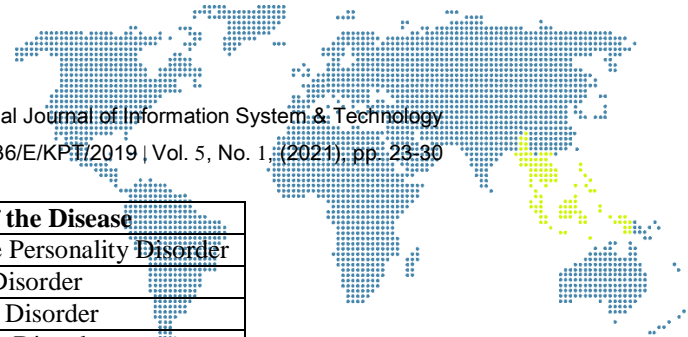 al Journal of Information System & Technology
36/E/KPT/2019 | Vol. 5, No. 1, (2021), pp. 23-30
f the Disease
e Personality Disorder
Disorder
Disorder